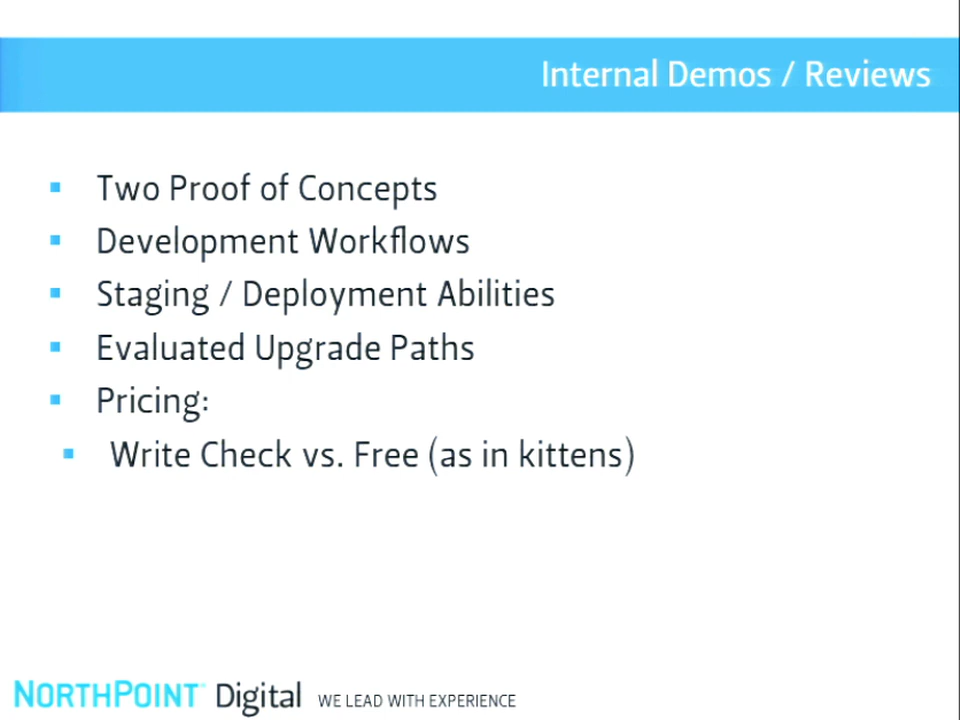 Internal Demos / Reviews
Two Proof of Concepts
Development Workflows
Staging / Deployment Abilities
Evaluated Upgrade Paths
Pricing:
Write Check vs. Free (as in kittens)
NORTHPOINT Digital WE LEAD WITH EXPERIENCE